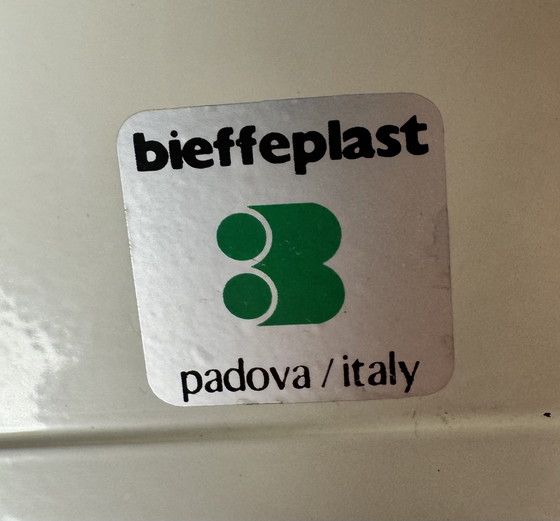 bieffeplast
padova / italy